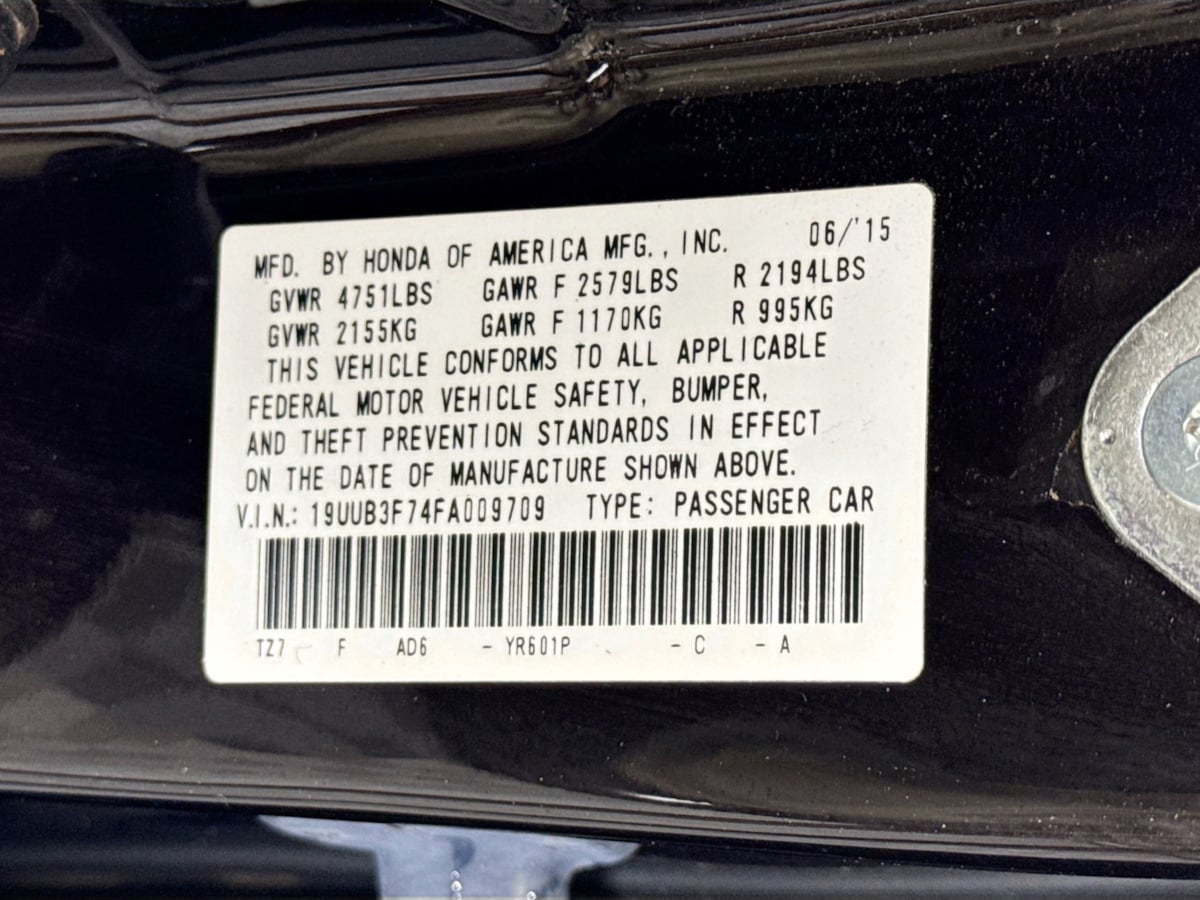 MFD. BY HONDA OF AMERICA MFG., INC. 06/'15
GVWR 4751LBS GAWR F 2579LBS R 2194LBS
GVWR 2155KG GAWR F 1170KG R 995KG
THIS VEHICLE CONFORMS TO ALL APPLICABLE
FEDERAL MOTOR VEHICLE SAFETY, BUMPER,
AND THEFT PREVENTION STANDARDS IN EFFECT
ON THE DATE OF MANUFACTURE SHOWN ABOVE.
V.I.N.: 19UUB3F74FA009709 TYPE: PASSENGER CAR
TZ7 F AD6 - YR601P - C - A